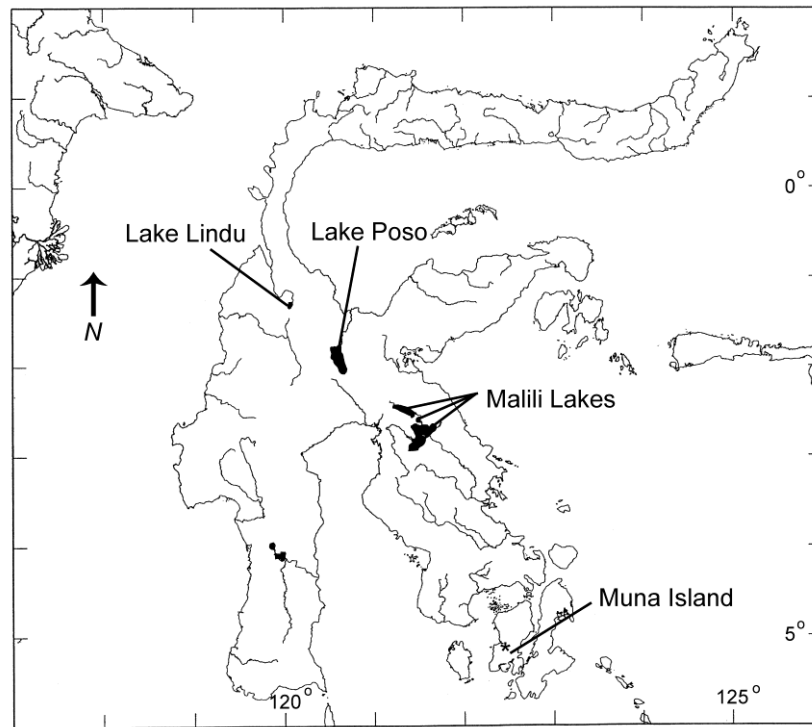 0°
Lake Lindu
Lake Poso
N
Malili Lakes
Muna Island
5°
120°
125°